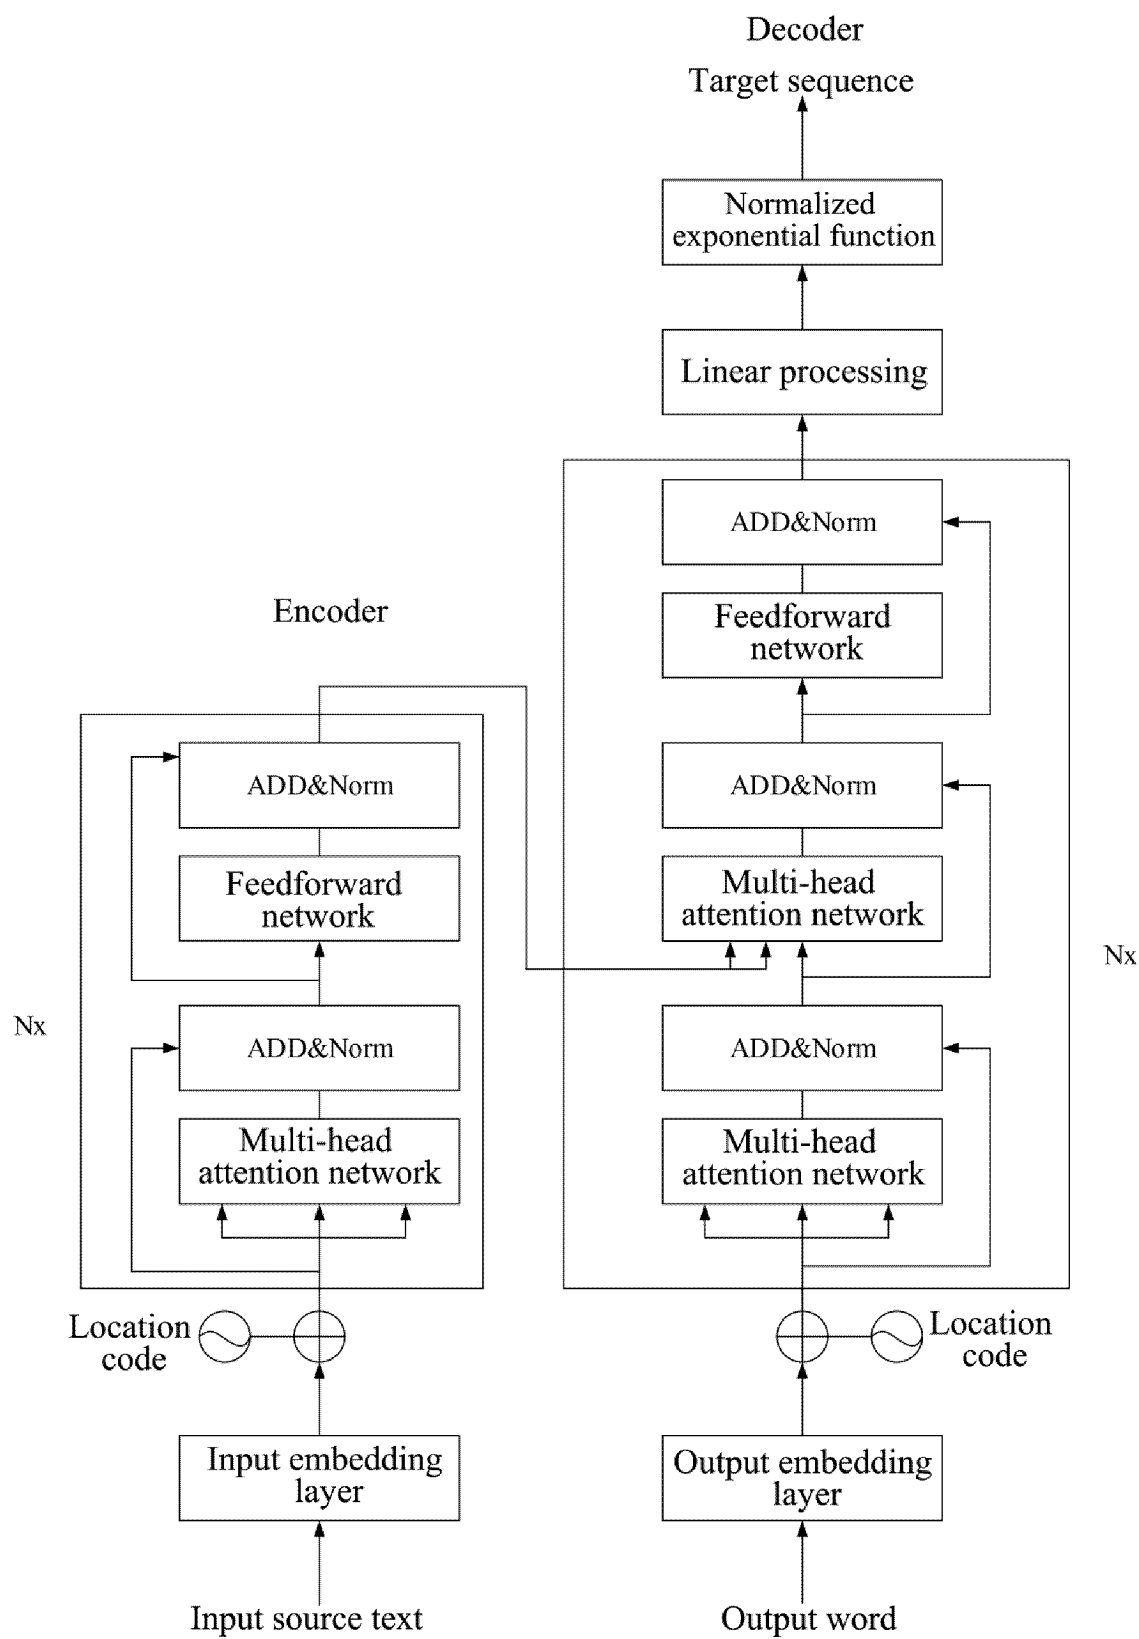 Decoder
Target sequence
Normalized
exponential function
Linear processing
ADD&Norm
Feedforward
network
Encoder
ADD&Norm
ADD&Norm
Multi-head
attention network
Feedforward
network
Nx
Nx
ADD&Norm
ADD&Norm
Multi-head
attention network
Multi-head
attention network
Location
code
Location
code
Input embedding
layer
Output embedding
layer
Input source text
Output word